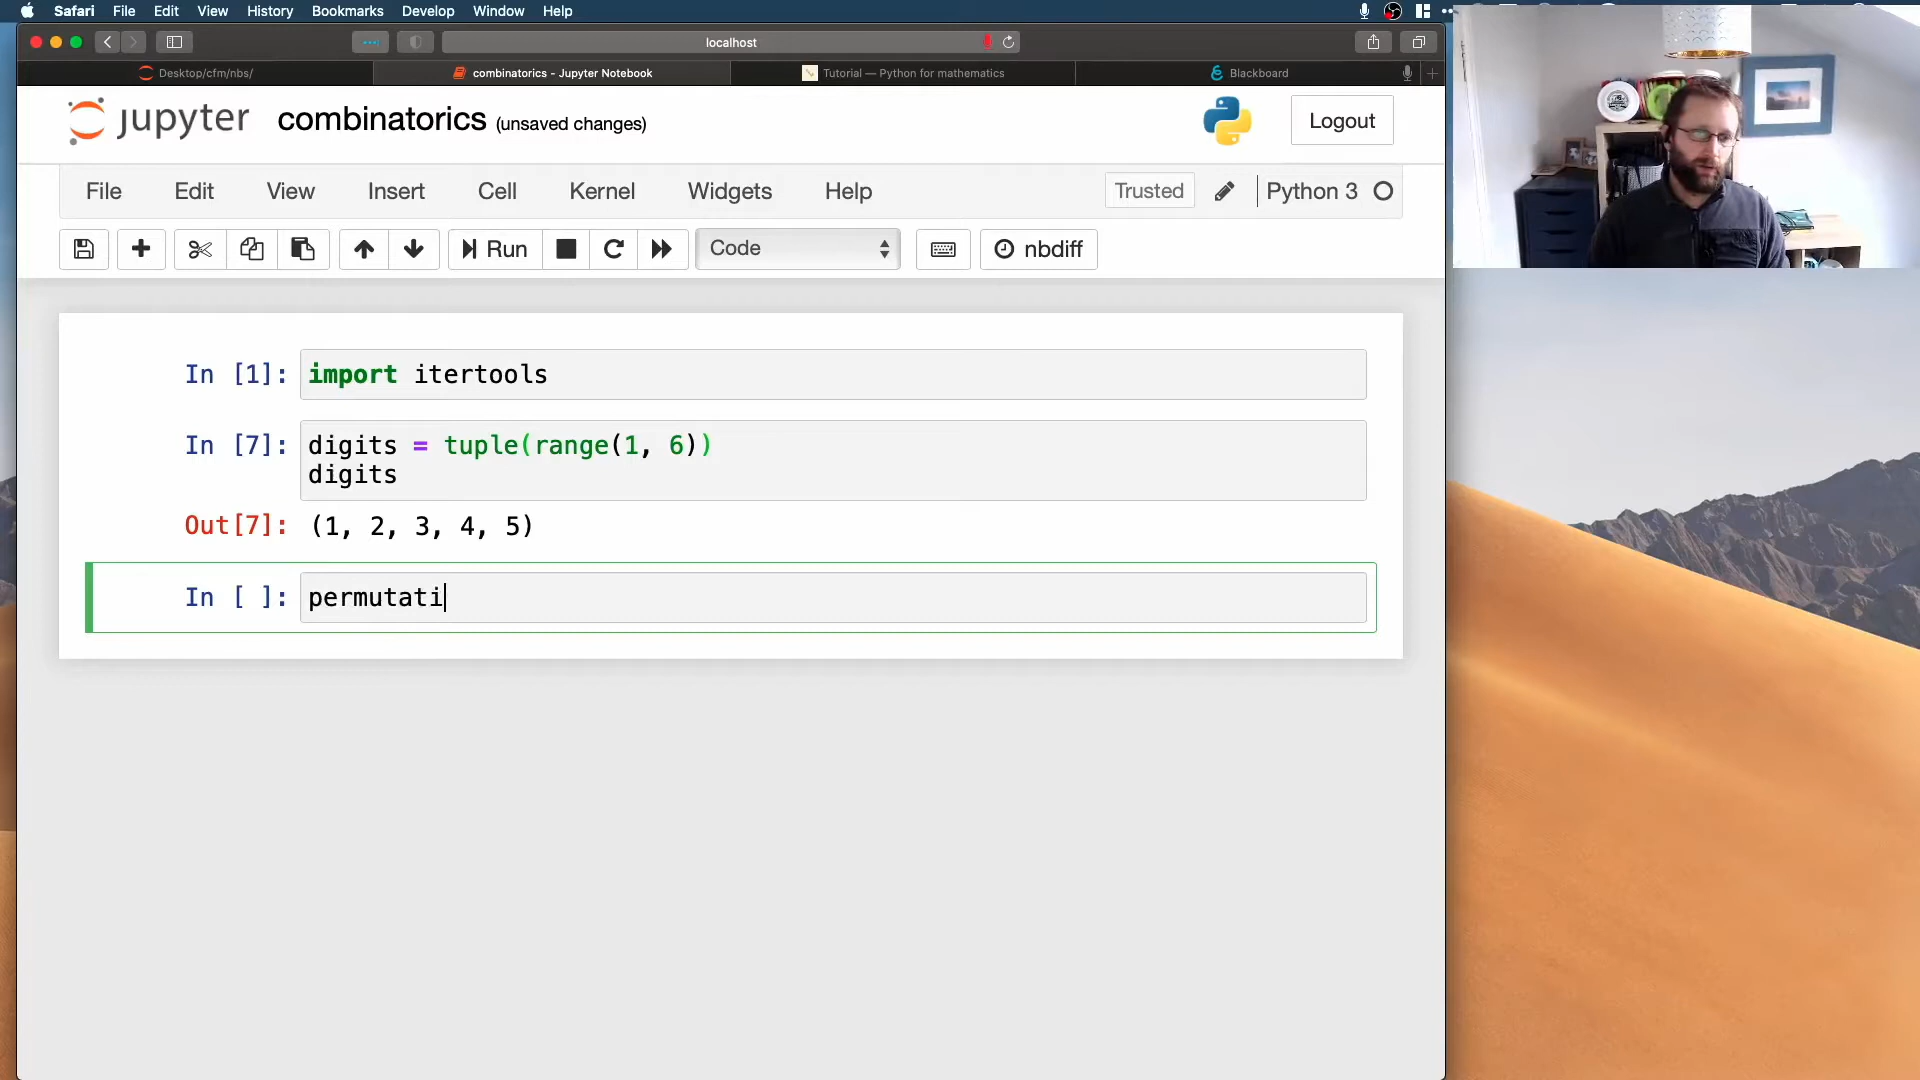 Safari File Edit View History Bookmarks Develop Window Help
localhost
Desktop/cfm/nbs/
combinatorics - Jupyter Notebook
Tutorial — Python for mathematics
Blackboard
jupyter combinatorics (unsaved changes)
Logout
File Edit View Insert Cell Kernel Widgets Help
Trusted
Python 3
Run
Code
nbdiff
In [1]: import itertools
In [7]: digits = tuple(range(1, 6))
digits
Out[7]: (1, 2, 3, 4, 5)
In [ ]: permutati